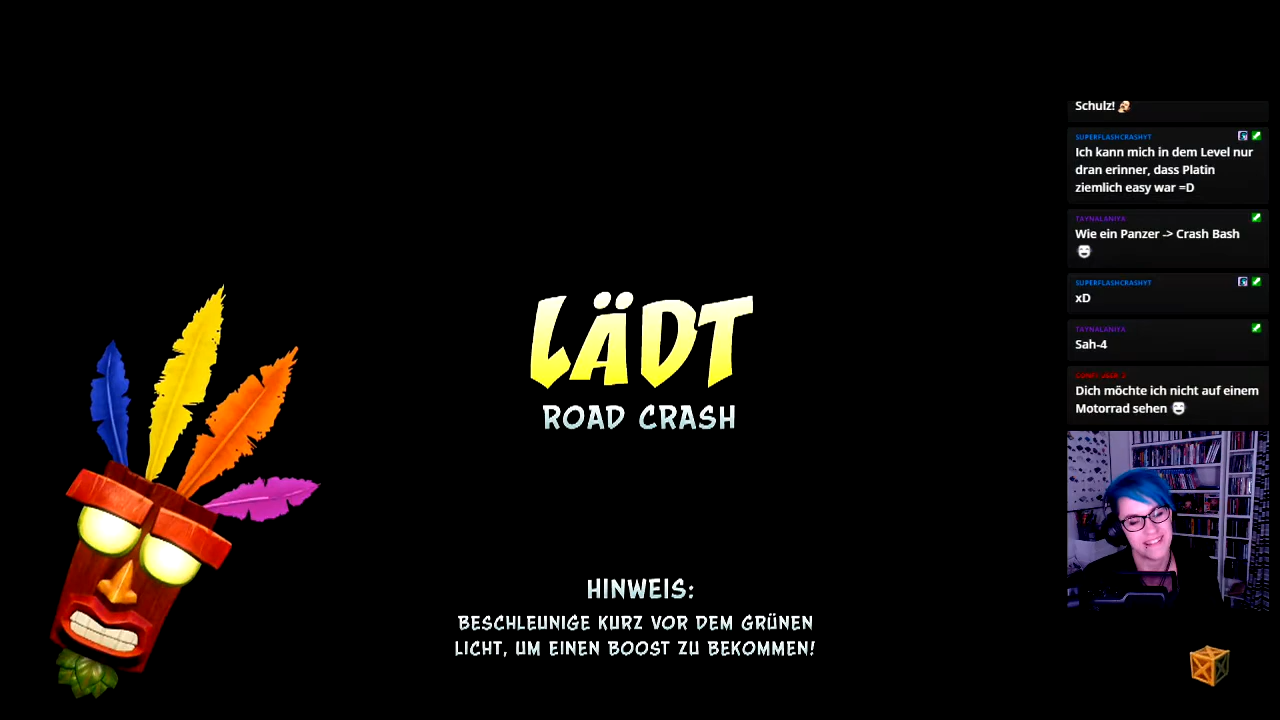 LÄDT
ROAD CRASH
HINWEIS:
BESCHLEUNIGE KURZ VOR DEM GRÜNEN
LICHT, UM EINEN BOOST ZU BEKOMMEN!
Schulz!
SUPERFLASHCRASHYT
Ich kann mich in dem Level nur
dran erinner, dass Platin
ziemlich easy war =D
TAYNALANIYA
Wie ein Panzer -> Crash Bash
SUPERFLASHCRASHYT
xD
TAYNALANIYA
Sah-4
Dich möchte ich nicht auf einem
Motorrad sehen